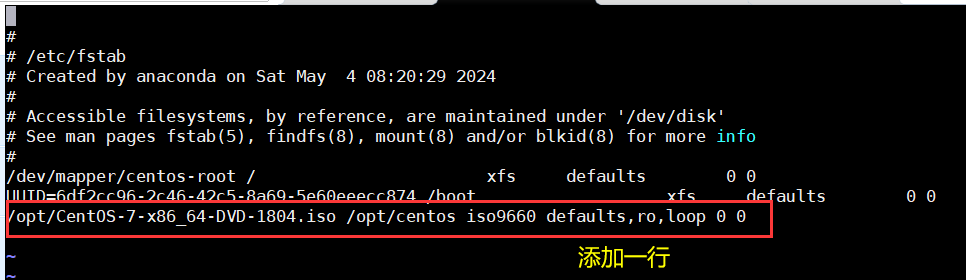 #
# /etc/fstab
# Created by anaconda on Sat May  4 08:20:29 2024
#
# Accessible filesystems, by reference, are maintained under '/dev/disk'
# See man pages fstab(5), findfs(8), mount(8) and/or blkid(8) for more info
#
/dev/mapper/centos-root /                       xfs     defaults        0 0
UUID=6df2cc96-2c46-42c5-8a69-5e60eeecc874 /boot                   xfs     defaults        0 0
/opt/CentOS-7-x86_64-DVD-1804.iso /opt/centos iso9660 defaults,ro,loop 0 0
添加一行
~
~